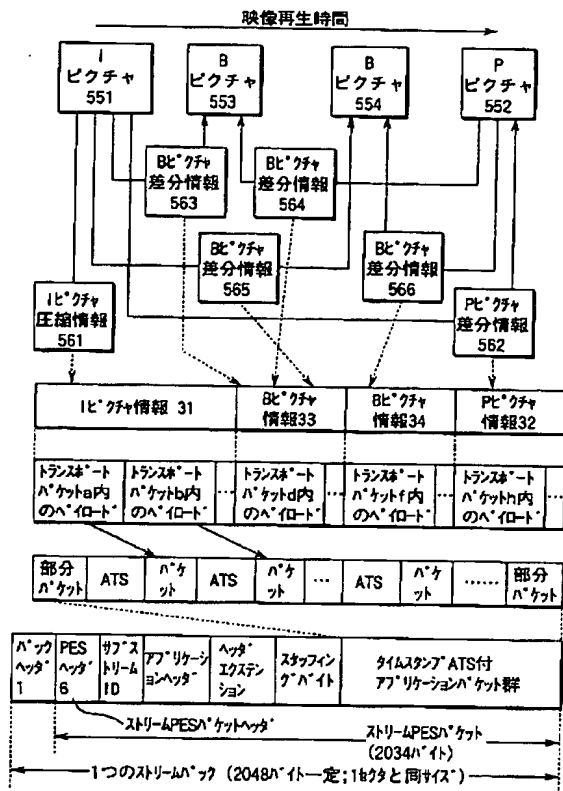 映像再生時間
I
ピクチャ
551
B
ピクチャ
553
B
ピクチャ
554
P
ピクチャ
552
Bピクチャ
差分情報
563
Bピクチャ
差分情報
564
Bピクチャ
差分情報
565
Bピクチャ
差分情報
566
Iピクチャ
圧縮情報
561
Pピクチャ
差分情報
562
Iピクチャ情報 31
Bピクチャ
情報33
Bピクチャ
情報34
Pピクチャ
情報32
トランスポート
パケットa内
のペイロード
トランスポート
パケットb内
のペイロード
…
トランスポート
パケットd内
のペイロード
…
トランスポート
パケットf内
のペイロード
…
トランスポート
パケットh内
のペイロード
…
部分
パケット
ATS
パケ
ット
ATS
パケ
ット
…
ATS
パケ
ット
……
部分
パケット
パック
ヘッダ
1
PES
ヘッダ
6
サブス
トリーム
ID
アプリケーシ
ョンヘッダ
ヘッダ
エクステン
ション
スタッフィン
グバイト
タイムスタンプATS付
アプリケーションパケット群
ストリームPESパケットヘッダ
ストリームPESパケット
(2034バイト)
1つのストリームパック (2048バイト一定;1セクタと同サイズ)